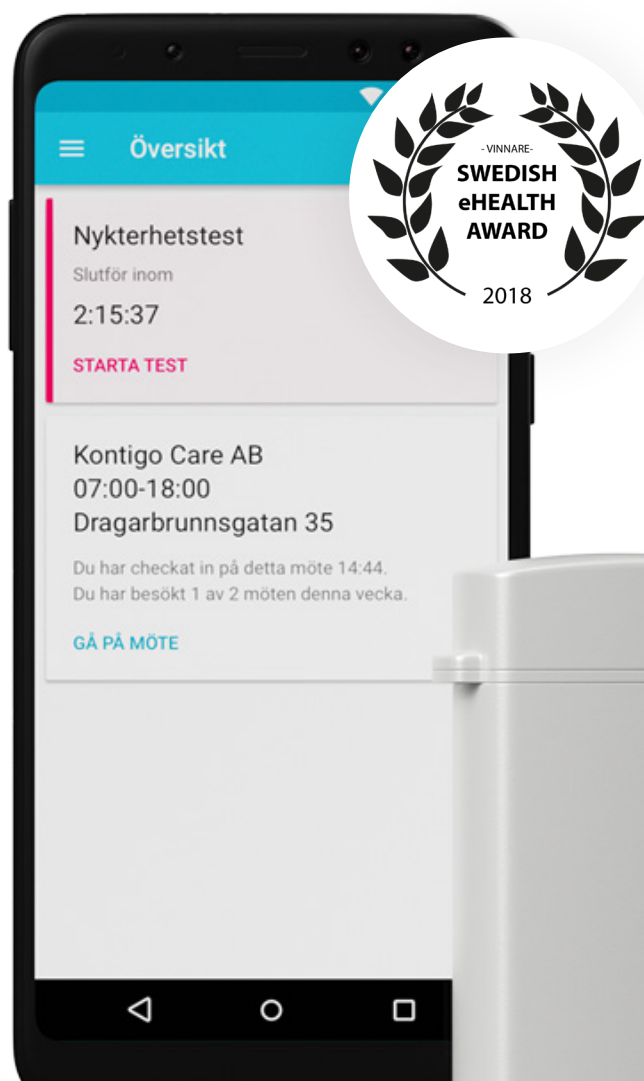 Översikt
- VINNARE-
SWEDISH
eHEALTH
AWARD
2018
Nykterhetstest
Slutför inom
2:15:37
STARTA TEST
Kontigo Care AB
07:00-18:00
Dragarbrunnsgatan 35
Du har checkat in på detta möte 14:44.
Du har besökt 1 av 2 möten denna vecka.
GÅ PÅ MÖTE